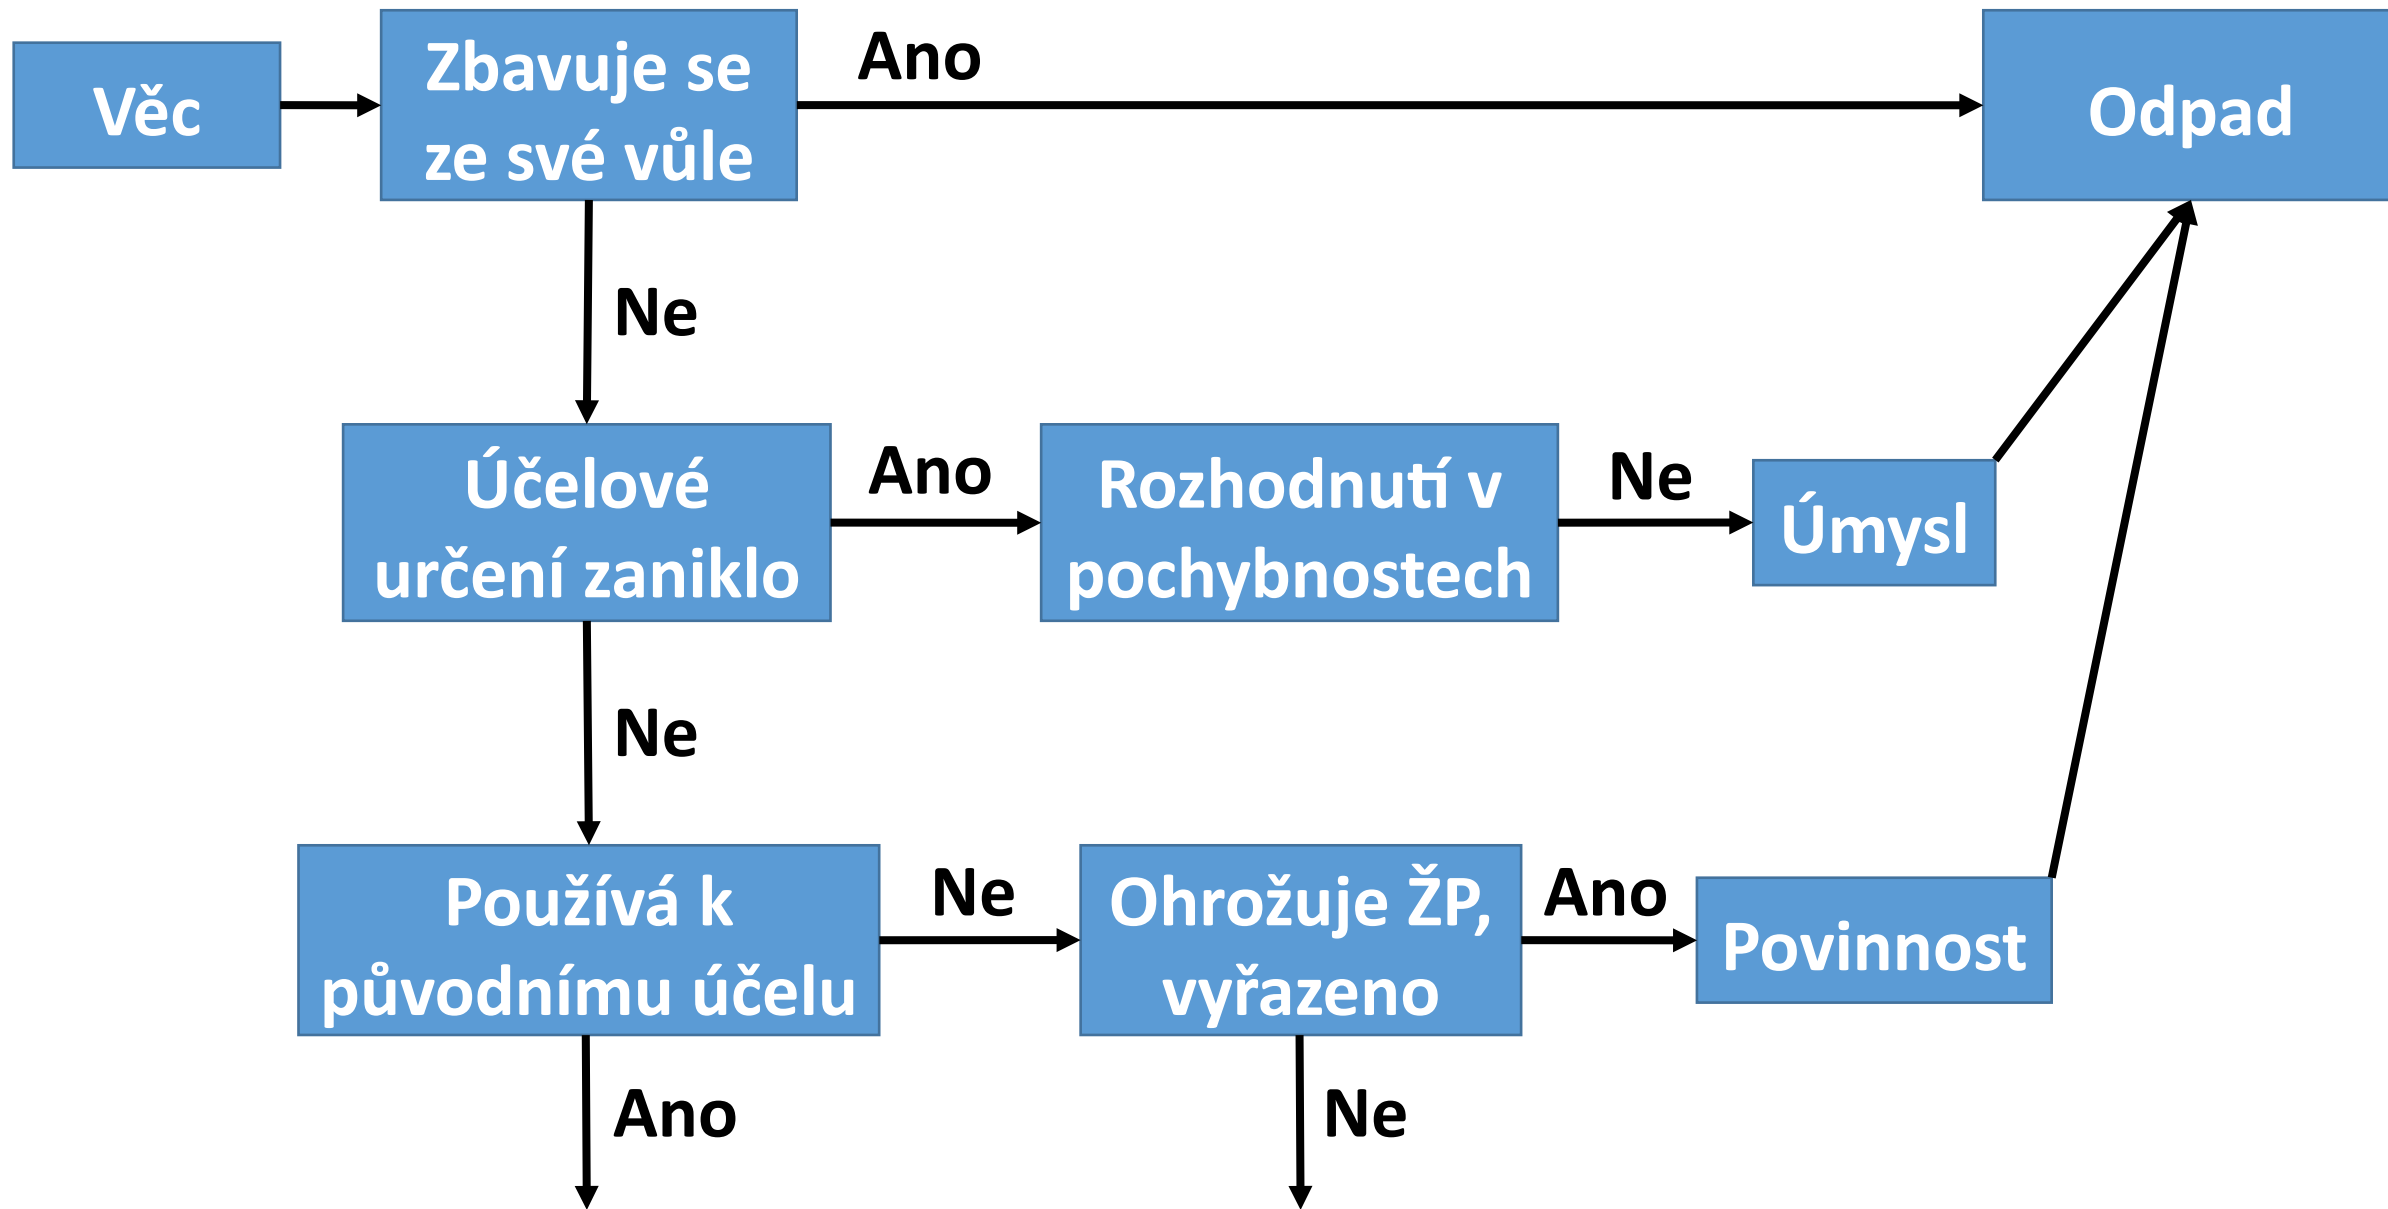 Věc
Zbavuje se
ze své vůle
Ano
Odpad
Ne
Účelové
určení zaniklo
Ano
Rozhodnutí v
pochybnostech
Ne
Úmysl
Ne
Používá k
původnímu účelu
Ne
Ohrožuje ŽP,
vyřazeno
Ano
Povinnost
Ano
Ne